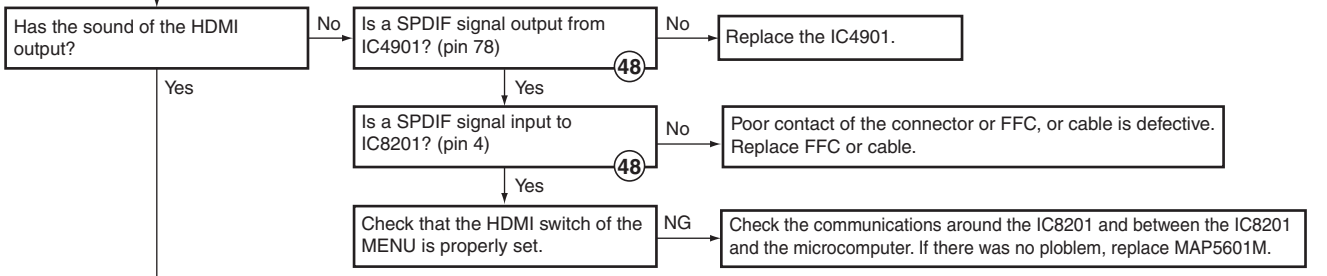 Has the sound of the HDMI
output?
No
Is a SPDIF signal output from
IC4901? (pin 78)
48
No
Replace the IC4901.
Yes
Yes
Is a SPDIF signal input to
IC8201? (pin 4)
48
No
Poor contact of the connector or FFC, or cable is defective.
Replace FFC or cable.
Yes
Check that the HDMI switch of the
MENU is properly set.
NG
Check the communications around the IC8201 and between the IC8201
and the microcomputer. If there was no ploblem, replace MAP5601M.